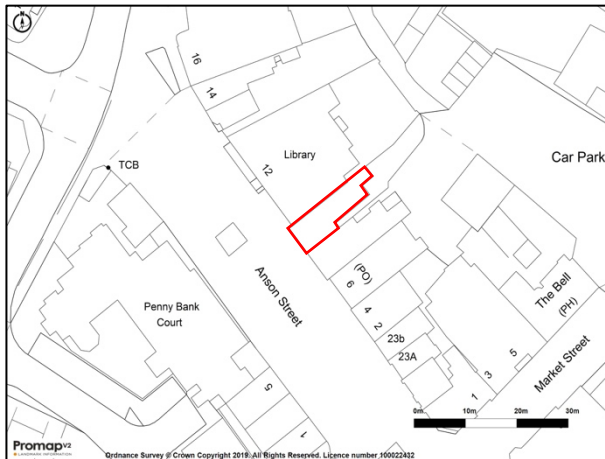 N
16
14
TCB
Library
12
Car Park
(PO)
6
Anson Street
4
The Bell
(PH)
Penny Bank
Court
2
23b
23A
5
3
Market Street
1
5
1
0m 10m 20m 30m
Promap V2
LANDMARK INFORMATION
Ordnance Survey © Crown Copyright 2019. All Rights Reserved. Licence number 100022432